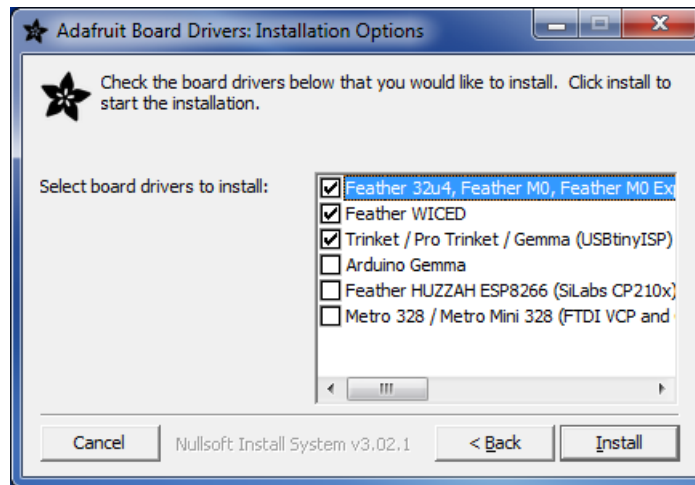 Adafruit Board Drivers: Installation Options
Check the board drivers below that you would like to install. Click install to
start the installation.
Select board drivers to install:
Feather 32u4, Feather M0, Feather M0 Exp
Feather WICED
Trinket / Pro Trinket / Gemma (USBtinyISP)
Arduino Gemma
Feather HUZZAH ESP8266 (SiLabs CP210x)
Metro 328 / Metro Mini 328 (FTDI VCP and
Cancel
Nullsoft Install System v3.02.1
< Back
Install